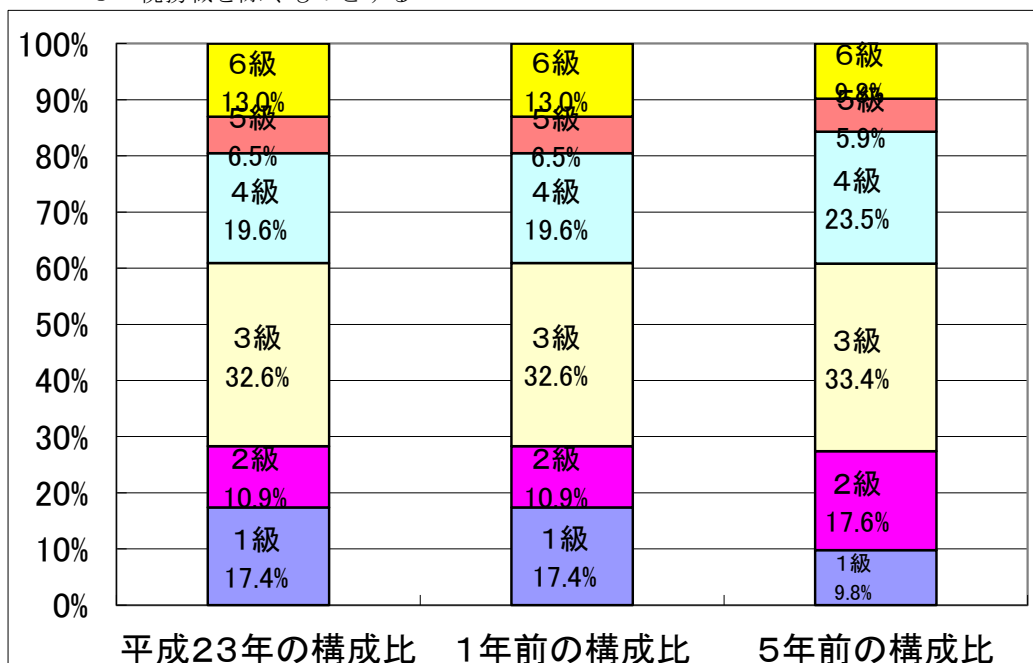 100%
90%
80%
70%
60%
50%
40%
30%
20%
10%
0%
6級
13.0%
5級
6.5%
4級
19.6%
3級
32.6%
2級
10.9%
1級
17.4%
6級
13.0%
5級
6.5%
4級
19.6%
3級
32.6%
2級
10.9%
1級
17.4%
6級
9.8%
5級
5.9%
4級
23.5%
3級
33.4%
2級
17.6%
1級
9.8%
平成23年の構成比
1年前の構成比
5年前の構成比